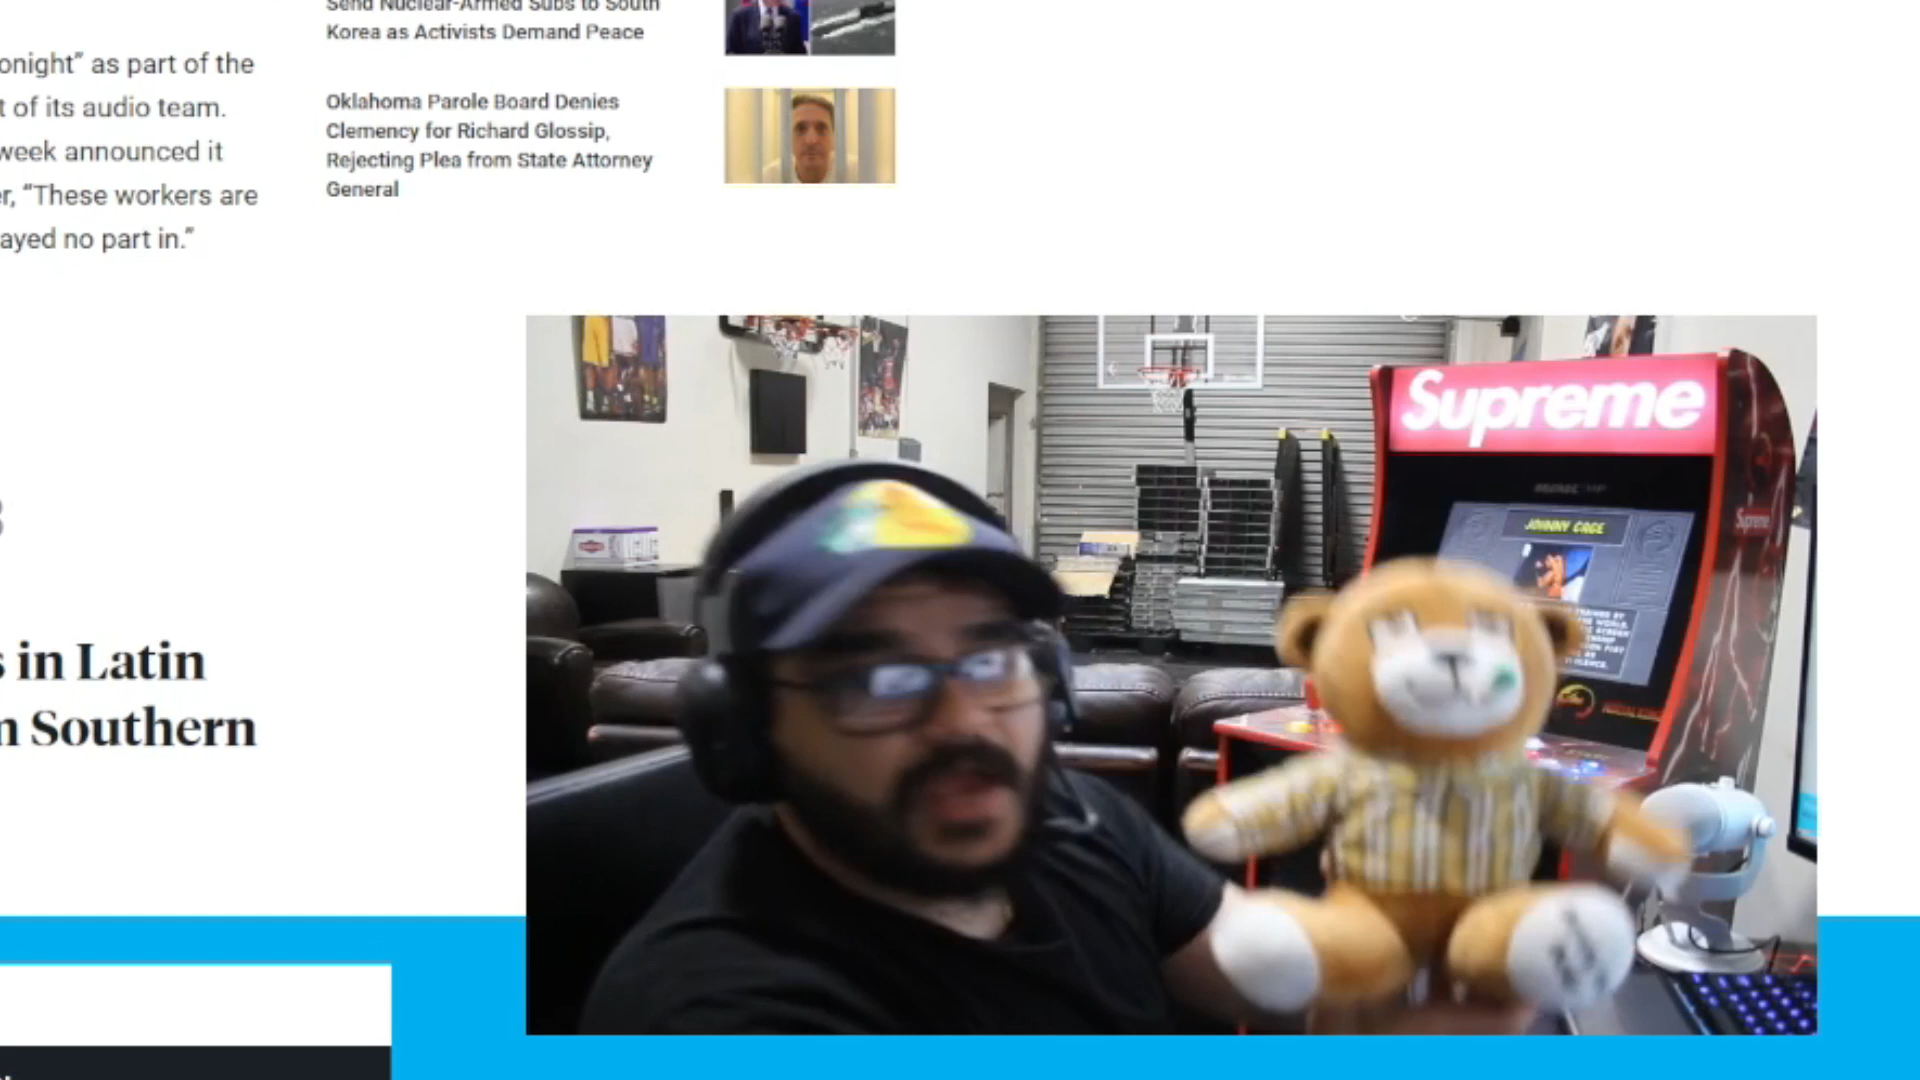 Send Nuclear-Armed Subs to South
Korea as Activists Demand Peace
onight” as part of the
t of its audio team.
week announced it
er, “These workers are
ayed no part in.”
Oklahoma Parole Board Denies
Clemency for Richard Glossip,
Rejecting Plea from State Attorney
General
s in Latin
n Southern
Supreme
JOHNNY CAGE
Supreme